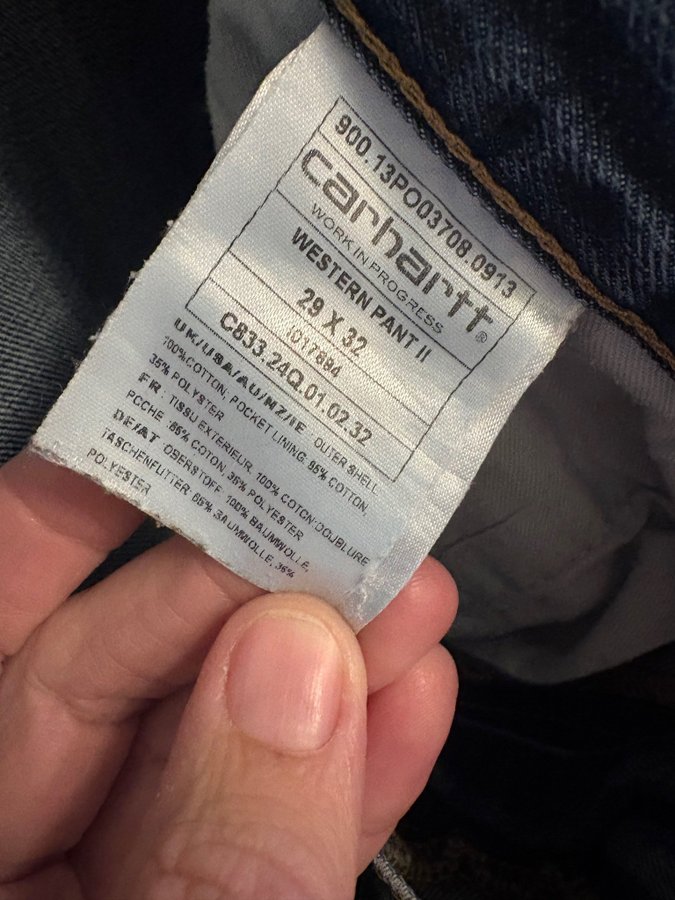 900.13PO03708.0913
carhartt®
WORK IN PROGRESS
WESTERN PANT II
29 X 32
I017894
C833.24Q.01.02.32
UK/USA/AU/NZ/IE: OUTER SHELL
100%COTTON; POCKET LINING: 65% COTTON,
35% POLYESTER
FR: TISSU EXTERIEUR: 100% COTON;DOUBLURE
POCHE: 65% COTON, 35% POLYESTER
DE/AT: OBERSTOFF: 100% BAUMWOLLE,
TASCHENFUTTER: 65% BAUMWOLLE, 35%
POLYESTER